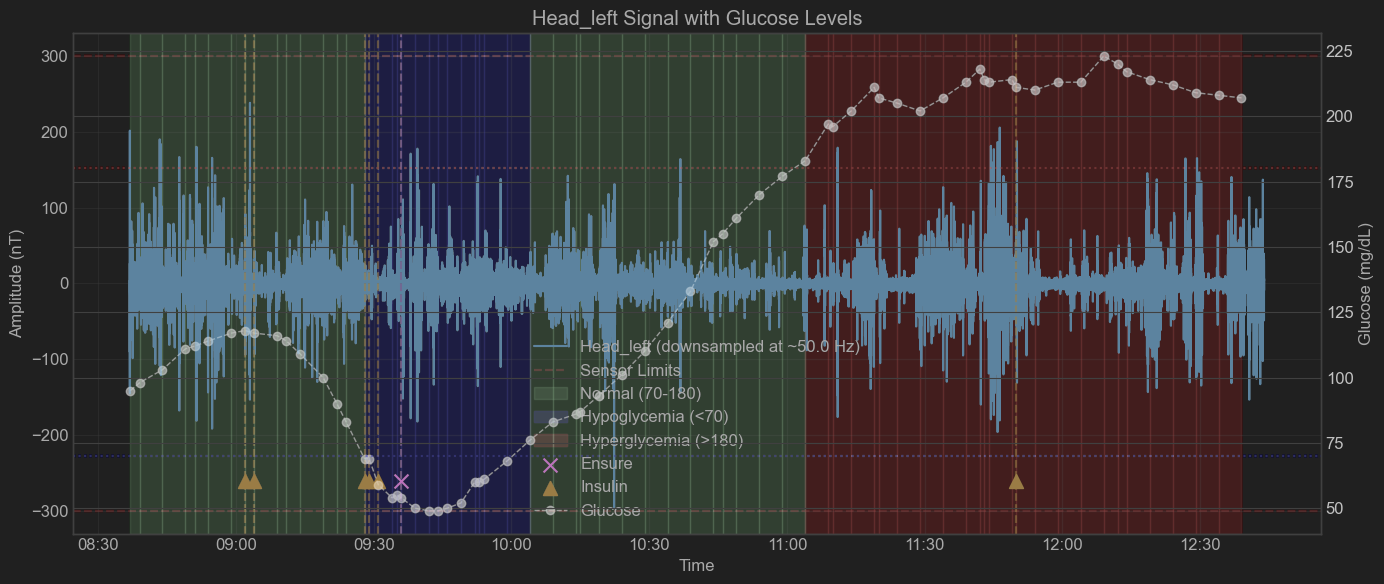 Head_left Signal with Glucose Levels
300
200
100
0
−100
−200
−300
Amplitude (nT)
225
200
175
150
125
100
75
50
Glucose (mg/dL)
Head_left (downsampled at ~50.0 Hz)
Sensor Limits
Normal (70-180)
Hypoglycemia (<70)
Hyperglycemia (>180)
Ensure
Insulin
Glucose
08:30 09:00 09:30 10:00 10:30 11:00 11:30 12:00 12:30
Time